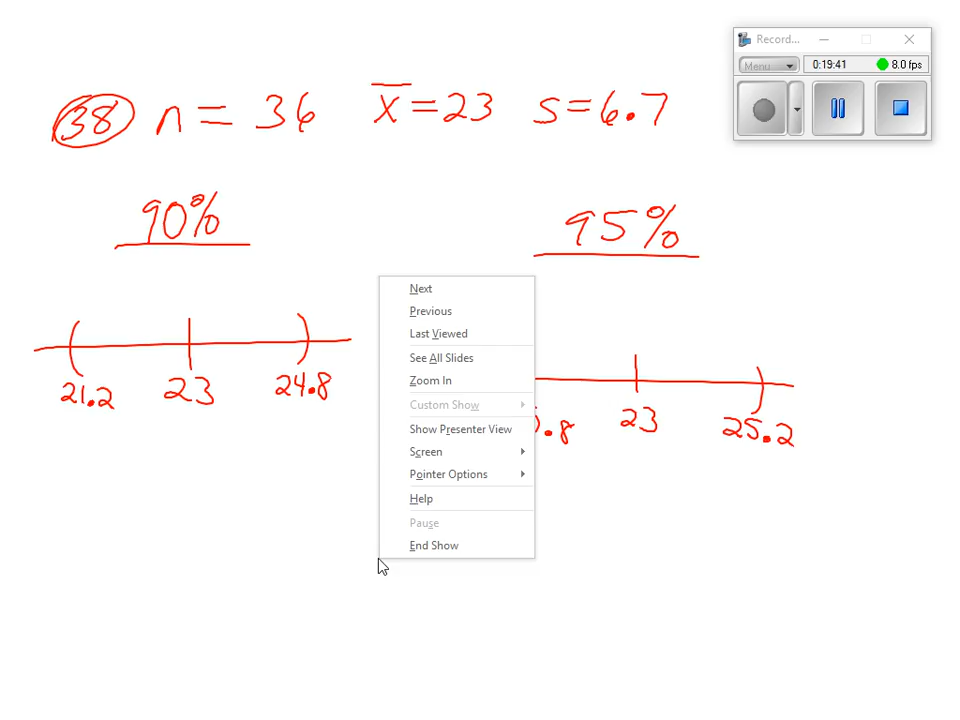 Record...
Menu
0:19:41
8.0 fps
38 n = 36 x̅ = 23 s = 6.7
90%
95%
21.2 23 24.8
.8 23 25.2
Next
Previous
Last Viewed
See All Slides
Zoom In
Custom Show
Show Presenter View
Screen
Pointer Options
Help
Pause
End Show